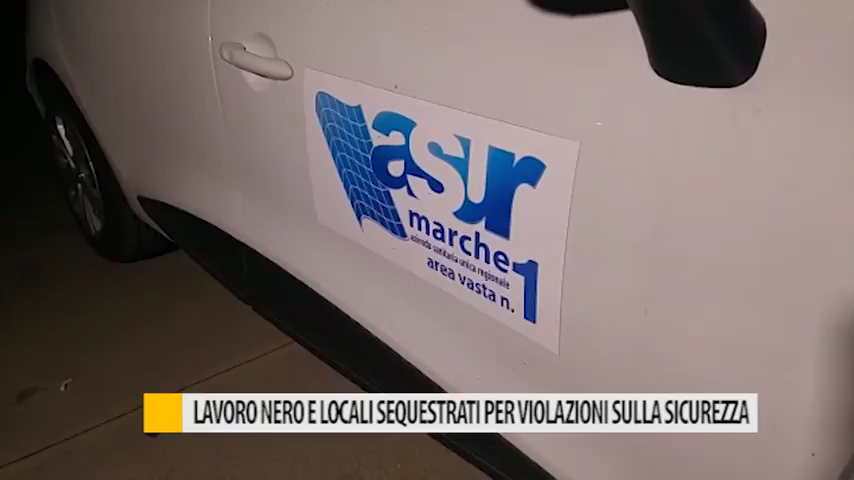 asur
marche
azienda sanitaria unica regionale
area vasta n. 1
LAVORO NERO E LOCALI SEQUESTRATI PER VIOLAZIONI SULLA SICUREZZA